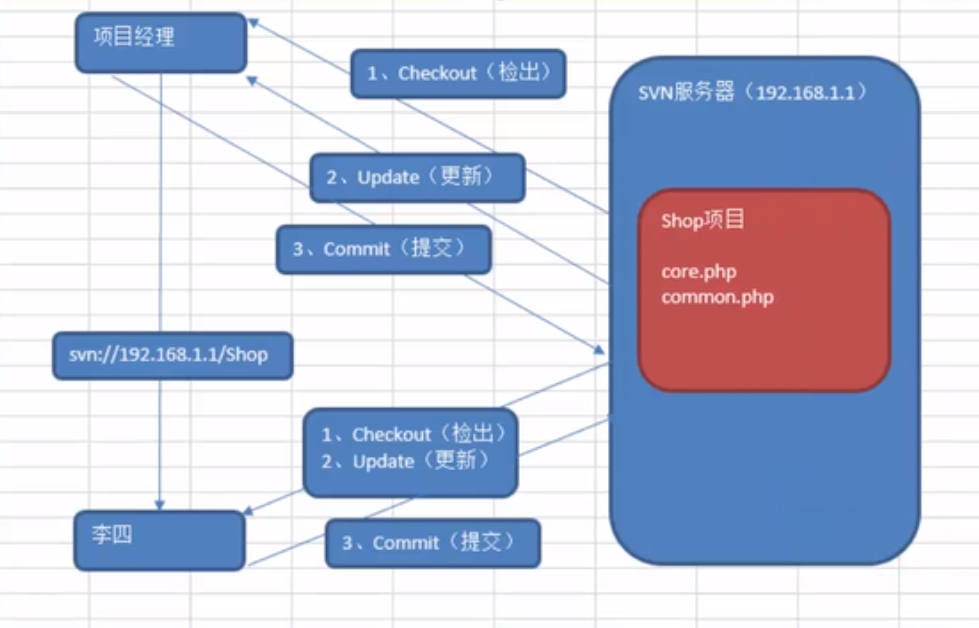 项目经理
1、Checkout（检出）
SVN服务器（192.168.1.1）
2、Update（更新）
Shop项目
3、Commit（提交）
core.php
common.php
svn://192.168.1.1/Shop
1、Checkout（检出）
2、Update（更新）
李四
3、Commit（提交）